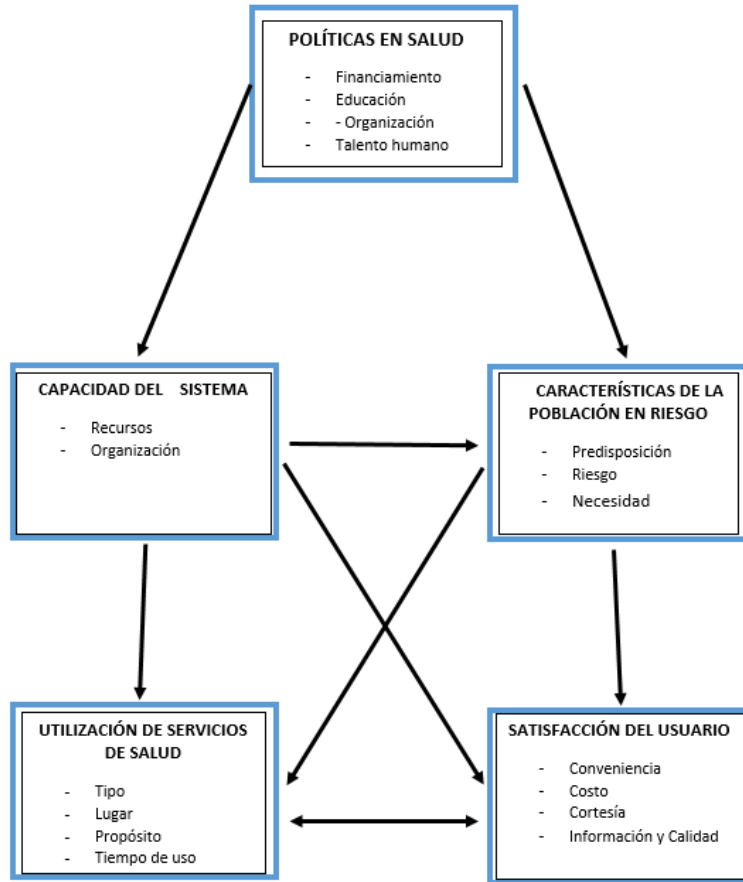 POLÍTICAS EN SALUD
- Financiamiento
- Educación
- - Organización
- Talento humano
CAPACIDAD DEL SISTEMA
- Recursos
- Organización
CARACTERÍSTICAS DE LA
POBLACIÓN EN RIESGO
- Predisposición
- Riesgo
- Necesidad
UTILIZACIÓN DE SERVICIOS
DE SALUD
- Tipo
- Lugar
- Propósito
- Tiempo de uso
SATISFACCIÓN DEL USUARIO
- Conveniencia
- Costo
- Cortesía
- Información y Calidad